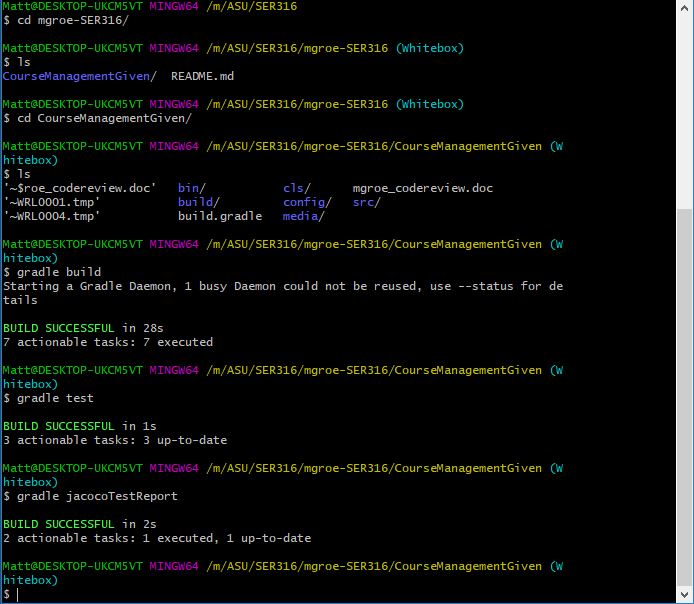 Matt@DESKTOP-UKCM5VT MINGW64 /m/ASU/SER316
$ cd mgroe-SER316/
Matt@DESKTOP-UKCM5VT MINGW64 /m/ASU/SER316/mgroe-SER316 (Whitebox)
$ ls
CourseManagementGiven/  README.md
Matt@DESKTOP-UKCM5VT MINGW64 /m/ASU/SER316/mgroe-SER316 (Whitebox)
$ cd CourseManagementGiven/
Matt@DESKTOP-UKCM5VT MINGW64 /m/ASU/SER316/mgroe-SER316/CourseManagementGiven (W
hitebox)
$ ls
'~$roe_codereview.doc'   bin/           cls/      mgroe_codereview.doc
'~WRL0001.tmp'           build/         config/   src/
'~WRL0004.tmp'           build.gradle   media/
Matt@DESKTOP-UKCM5VT MINGW64 /m/ASU/SER316/mgroe-SER316/CourseManagementGiven (W
hitebox)
$ gradle build
Starting a Gradle Daemon, 1 busy Daemon could not be reused, use --status for de
tails
BUILD SUCCESSFUL in 28s
7 actionable tasks: 7 executed
Matt@DESKTOP-UKCM5VT MINGW64 /m/ASU/SER316/mgroe-SER316/CourseManagementGiven (W
hitebox)
$ gradle test
BUILD SUCCESSFUL in 1s
3 actionable tasks: 3 up-to-date
Matt@DESKTOP-UKCM5VT MINGW64 /m/ASU/SER316/mgroe-SER316/CourseManagementGiven (W
hitebox)
$ gradle jacocoTestReport
BUILD SUCCESSFUL in 2s
2 actionable tasks: 1 executed, 1 up-to-date
Matt@DESKTOP-UKCM5VT MINGW64 /m/ASU/SER316/mgroe-SER316/CourseManagementGiven (W
hitebox)
$